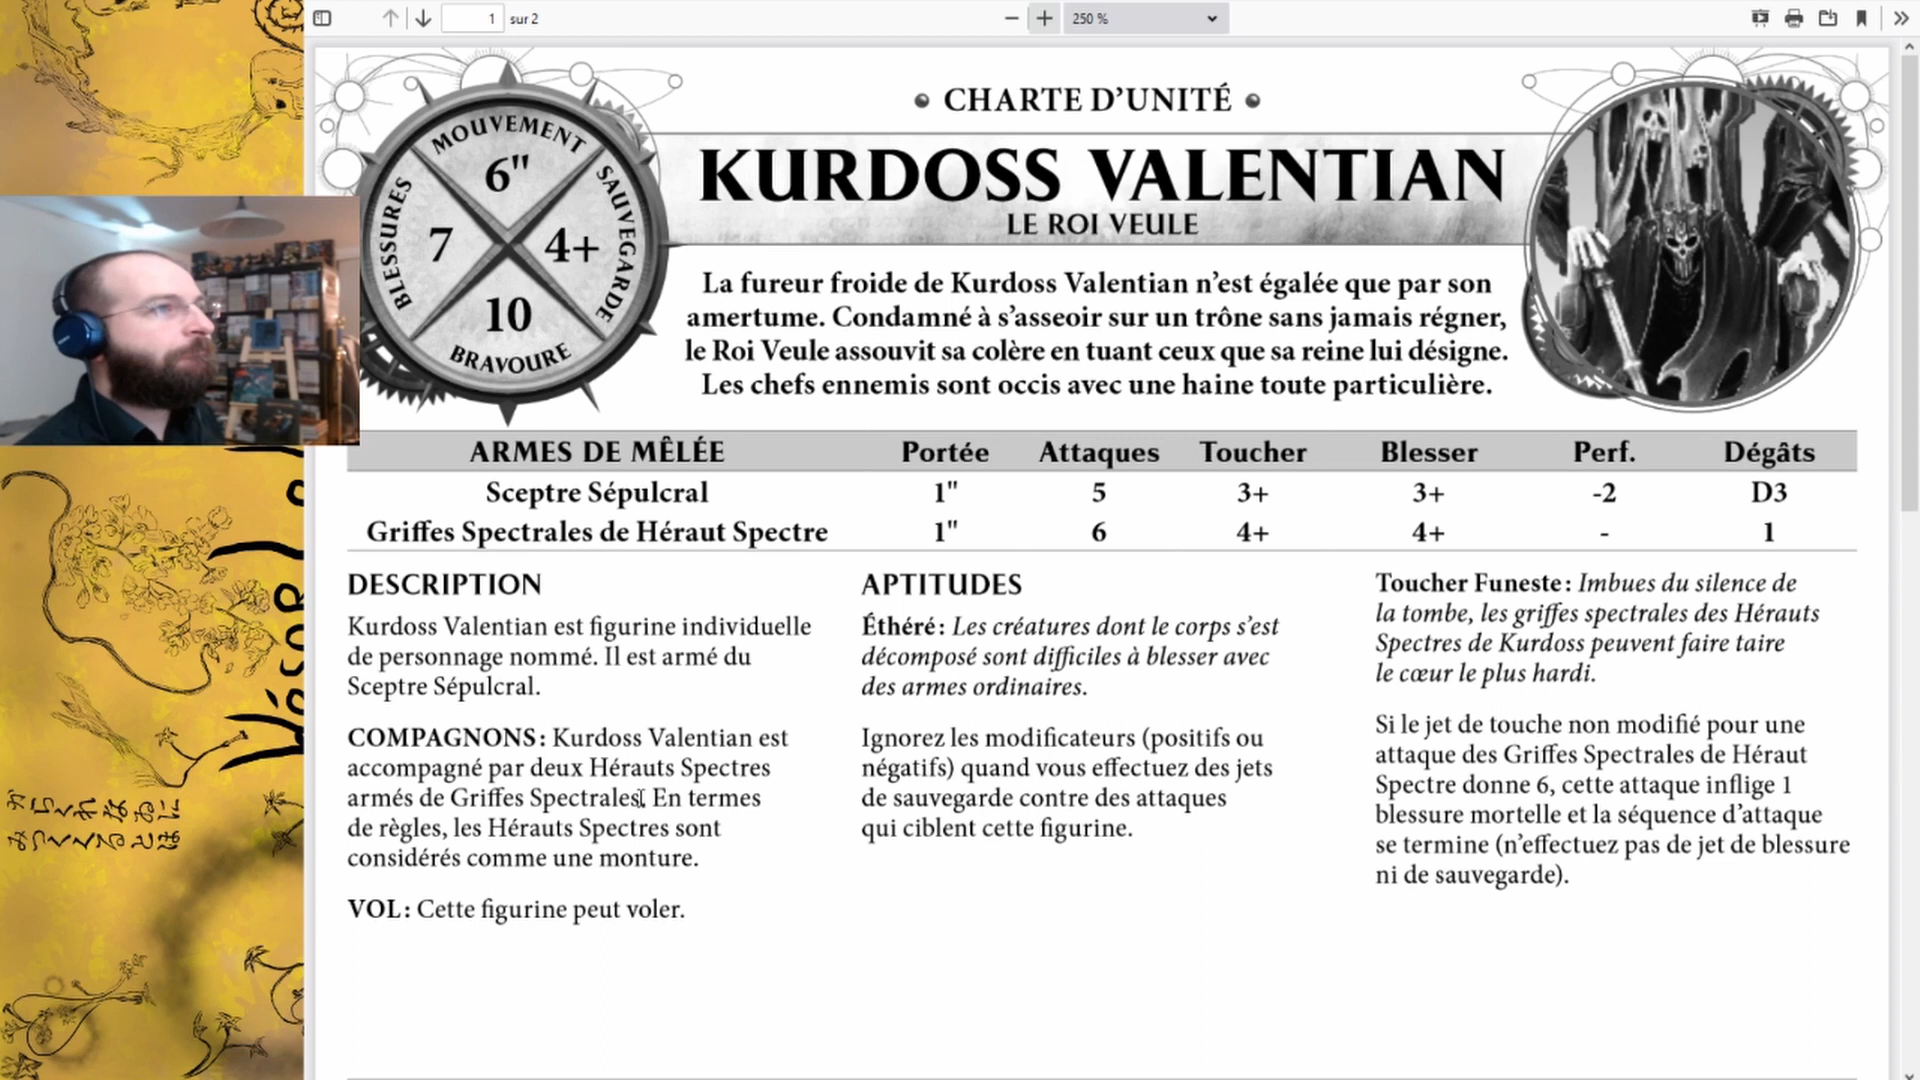 1 sur 2
250 %
• CHARTE D’UNITÉ •
KURDOSS VALENTIAN
LE ROI VEULE
MOUVEMENT
6"
BLESSURES
7
SAUVEGARDE
4+
10
BRAVOURE
La fureur froide de Kurdoss Valentian n’est égalée que par son
amertume. Condamné à s’asseoir sur un trône sans jamais régner,
le Roi Veule assouvit sa colère en tuant ceux que sa reine lui désigne.
Les chefs ennemis sont occis avec une haine toute particulière.
ARMES DE MÊLÉE Portée Attaques Toucher Blesser Perf. Dégâts
Sceptre Sépulcral 1" 5 3+ 3+ -2 D3
Griffes Spectrales de Héraut Spectre 1" 6 4+ 4+ - 1
DESCRIPTION
Kurdoss Valentian est figurine individuelle
de personnage nommé. Il est armé du
Sceptre Sépulcral.
COMPAGNONS : Kurdoss Valentian est
accompagné par deux Hérauts Spectres
armés de Griffes Spectrales. En termes
de règles, les Hérauts Spectres sont
considérés comme une monture.
VOL : Cette figurine peut voler.
APTITUDES
Éthéré : Les créatures dont le corps s’est
décomposé sont difficiles à blesser avec
des armes ordinaires.
Ignorez les modificateurs (positifs ou
négatifs) quand vous effectuez des jets
de sauvegarde contre des attaques
qui ciblent cette figurine.
Toucher Funeste : Imbues du silence de
la tombe, les griffes spectrales des Hérauts
Spectres de Kurdoss peuvent faire taire
le cœur le plus hardi.
Si le jet de touche non modifié pour une
attaque des Griffes Spectrales de Héraut
Spectre donne 6, cette attaque inflige 1
blessure mortelle et la séquence d’attaque
se termine (n’effectuez pas de jet de blessure
ni de sauvegarde).